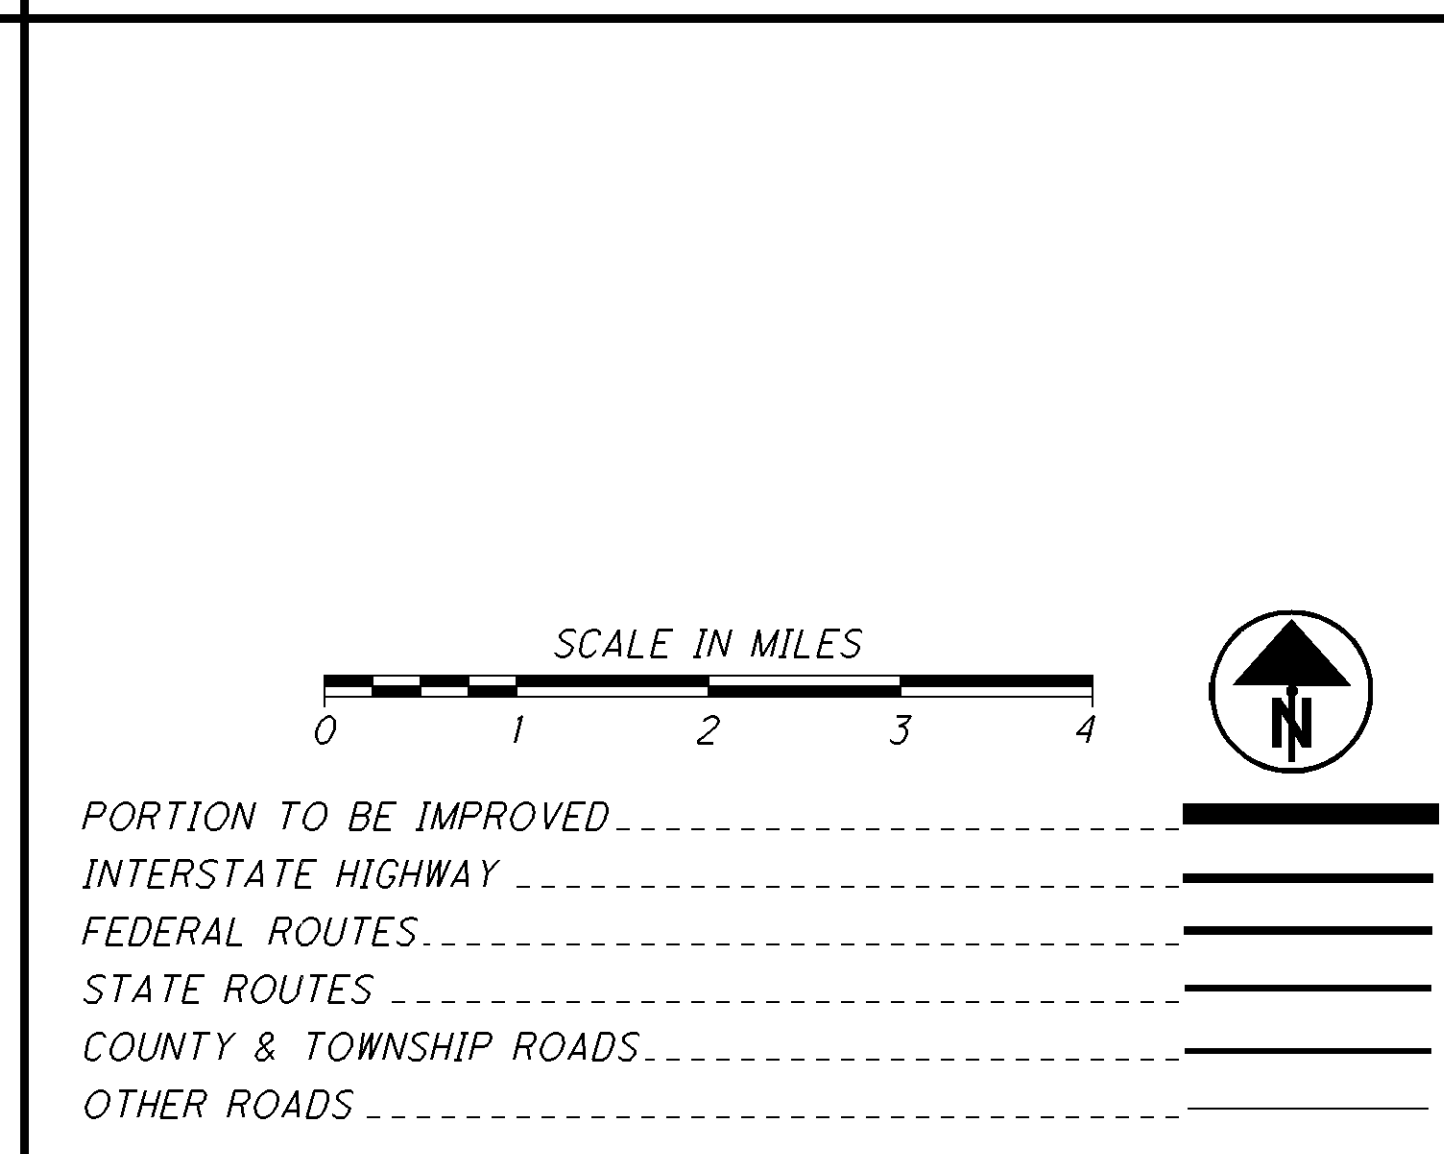 SCALE IN MILES
0 1 2 3 4
N
PORTION TO BE IMPROVED
INTERSTATE HIGHWAY
FEDERAL ROUTES
STATE ROUTES
COUNTY & TOWNSHIP ROADS
OTHER ROADS